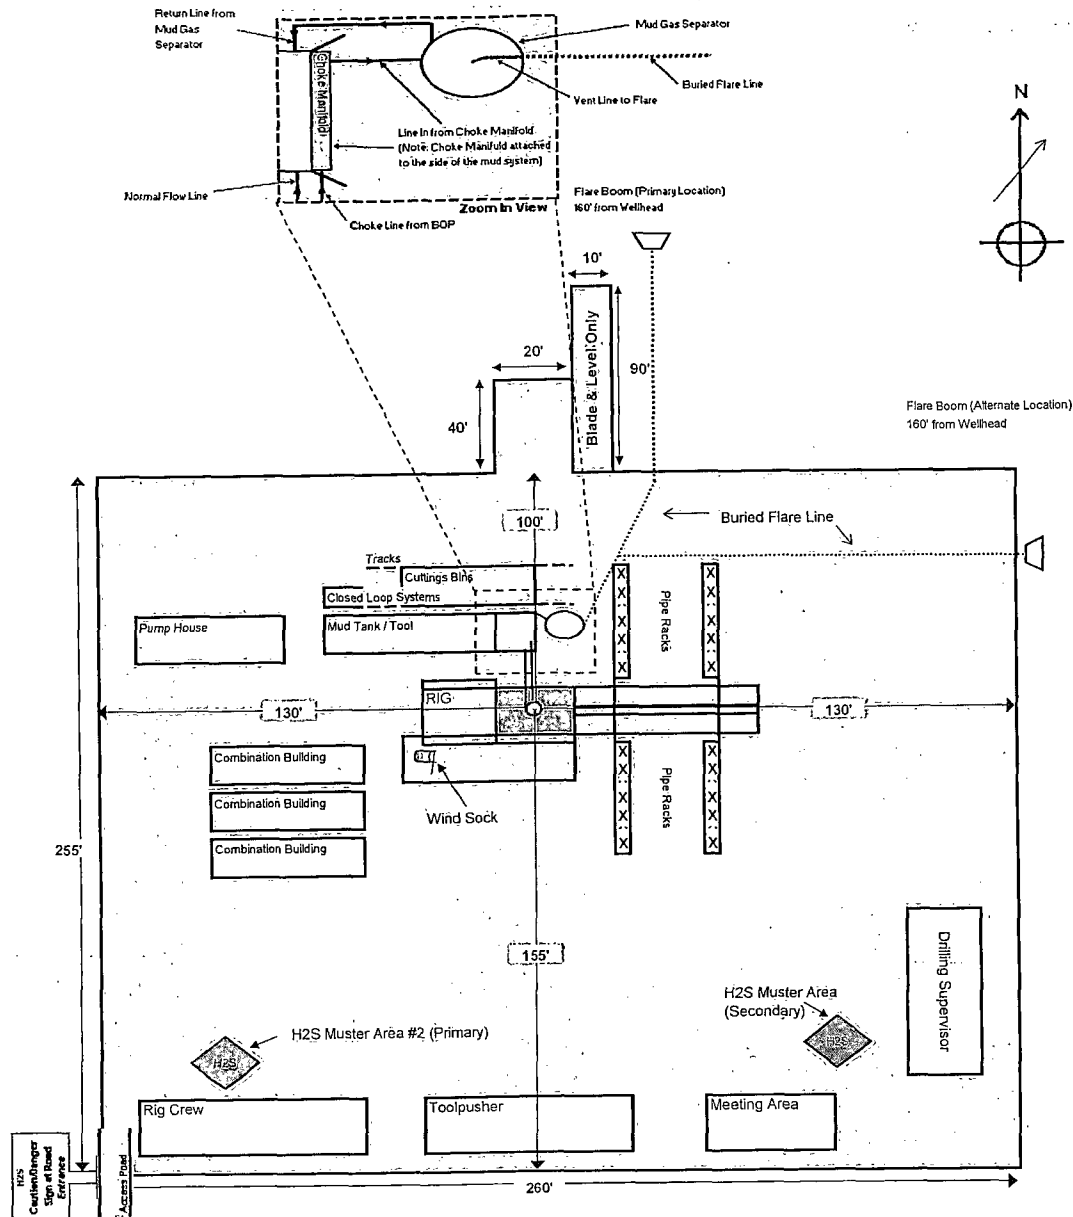 Return Line from
Mud Gas
Separator
Mud Gas Separator
Buried Flare Line
Vent Line to Flare
Choke Manifold
Line In from Choke Manifold
(Note: Choke Manifold attached
to the side of the mud system)
Normal Flow Line
Choke Line from BOP
Zoom In View
Flare Boom (Primary Location)
160' from Wellhead
N
10'
Blade & Level Only
90'
20'
40'
Flare Boom (Alternate Location)
160' from Wellhead
100'
Buried Flare Line
Tracks
Cuttings Bins
Closed Loop Systems
Mud Tank / Tool
Pump House
X X X X X
Pipe Racks
X X X X X
RIG
130'
130'
Combination Building
Combination Building
Combination Building
Wind Sock
X X X X X
Pipe Racks
X X X X X
255'
155'
Drilling Supervisor
H2S Muster Area
(Secondary)
H2S
H2S Muster Area #2 (Primary)
H2S
Rig Crew
Toolpusher
Meeting Area
H2S
Caution/Danger
Sign at Road
Entrance
Access Road
260'